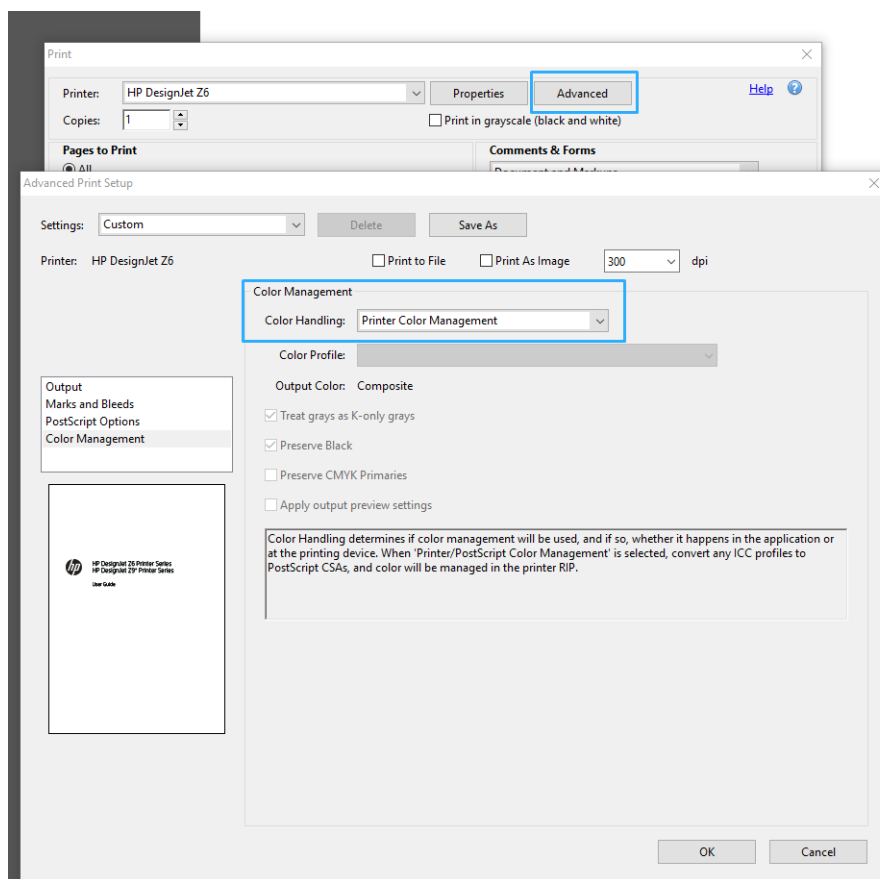 Print
Printer: HP DesignJet Z6 Properties Advanced Help ?
Copies: 1 Print in grayscale (black and white)
Pages to Print Comments & Forms
All Document and Markups
Advanced Print Setup
Settings: Custom Delete Save As
Printer: HP DesignJet Z6 Print to File Print As Image 300 dpi
Color Management
Color Handling: Printer Color Management
Color Profile:
Output Color: Composite
Treat grays as K-only grays
Preserve Black
Preserve CMYK Primaries
Apply output preview settings
Color Handling determines if color management will be used, and if so, whether it happens in the application or
at the printing device. When 'Printer/PostScript Color Management' is selected, convert any ICC profiles to
PostScript CSAs, and color will be managed in the printer RIP.
Output
Marks and Bleeds
PostScript Options
Color Management
hp
HP DesignJet Z6 Printer Series
HP DesignJet Z9⁺ Printer Series
User Guide
OK Cancel